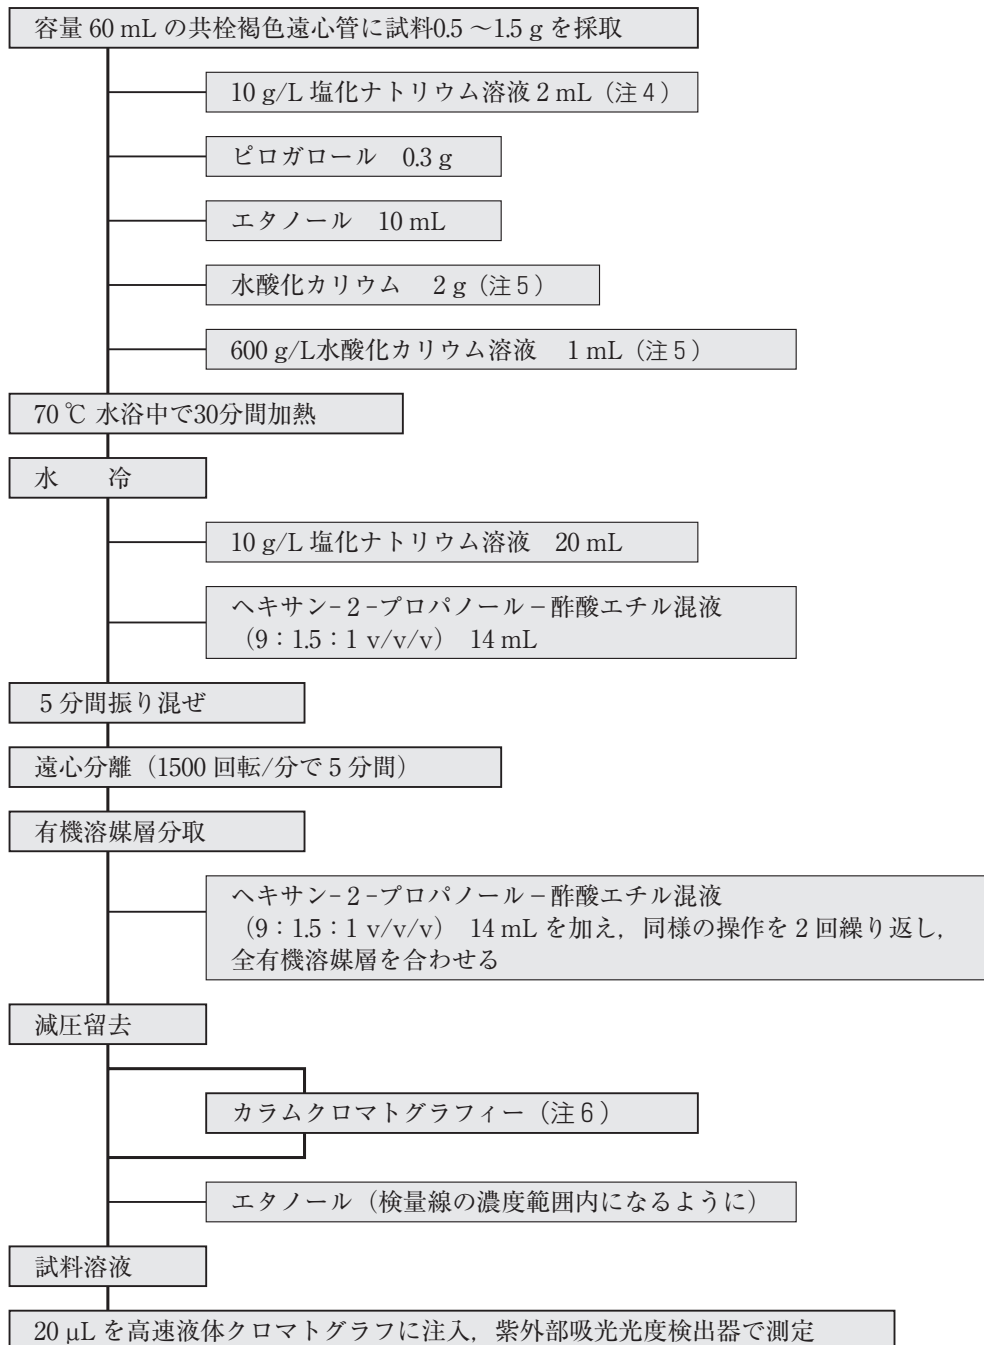 容量 60 mL の共栓褐色遠心管に試料0.5 ～1.5 g を採取
10 g/L 塩化ナトリウム溶液 2 mL（注４）
ピロガロール　0.3 g
エタノール　10 mL
水酸化カリウム　2 g（注５）
600 g/L水酸化カリウム溶液　1 mL（注５）
70 ℃ 水浴中で30分間加熱
水　　冷
10 g/L 塩化ナトリウム溶液　20 mL
ヘキサン-２-プロパノール－酢酸エチル混液
（9：1.5：1 v/v/v）　14 mL
5 分間振り混ぜ
遠心分離（1500 回転/分で 5 分間）
有機溶媒層分取
ヘキサン-２-プロパノール－酢酸エチル混液
（9：1.5：1 v/v/v）　14 mL を加え，同様の操作を 2 回繰り返し，
全有機溶媒層を合わせる
減圧留去
カラムクロマトグラフィー（注６）
エタノール（検量線の濃度範囲内になるように）
試料溶液
20 μL を高速液体クロマトグラフに注入，紫外部吸光光度検出器で測定